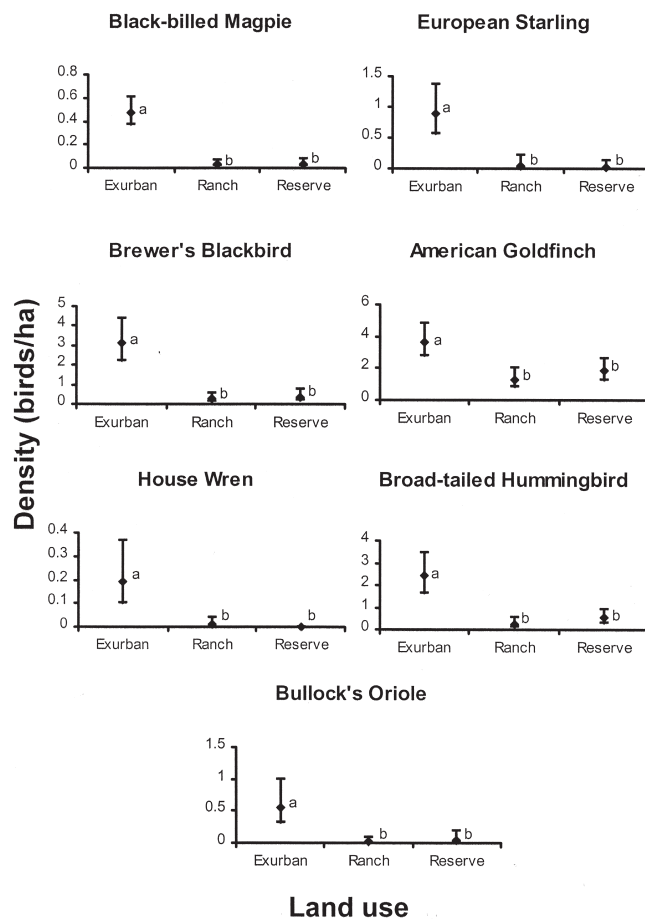 Black-billed Magpie
0.8
0.6
0.4
0.2
0
a
b
b
Exurban Ranch Reserve
European Starling
1.5
1
0.5
0
a
b
b
Exurban Ranch Reserve
Brewer's Blackbird
5
4
3
2
1
0
a
b
b
Exurban Ranch Reserve
American Goldfinch
6
4
2
0
a
b
b
Exurban Ranch Reserve
Density (birds/ha)
House Wren
0.4
0.3
0.2
0.1
0
a
b
b
Exurban Ranch Reserve
Broad-tailed Hummingbird
4
3
2
1
0
a
b
b
Exurban Ranch Reserve
Bullock's Oriole
1.5
1
0.5
0
a
b
b
Exurban Ranch Reserve
Land use